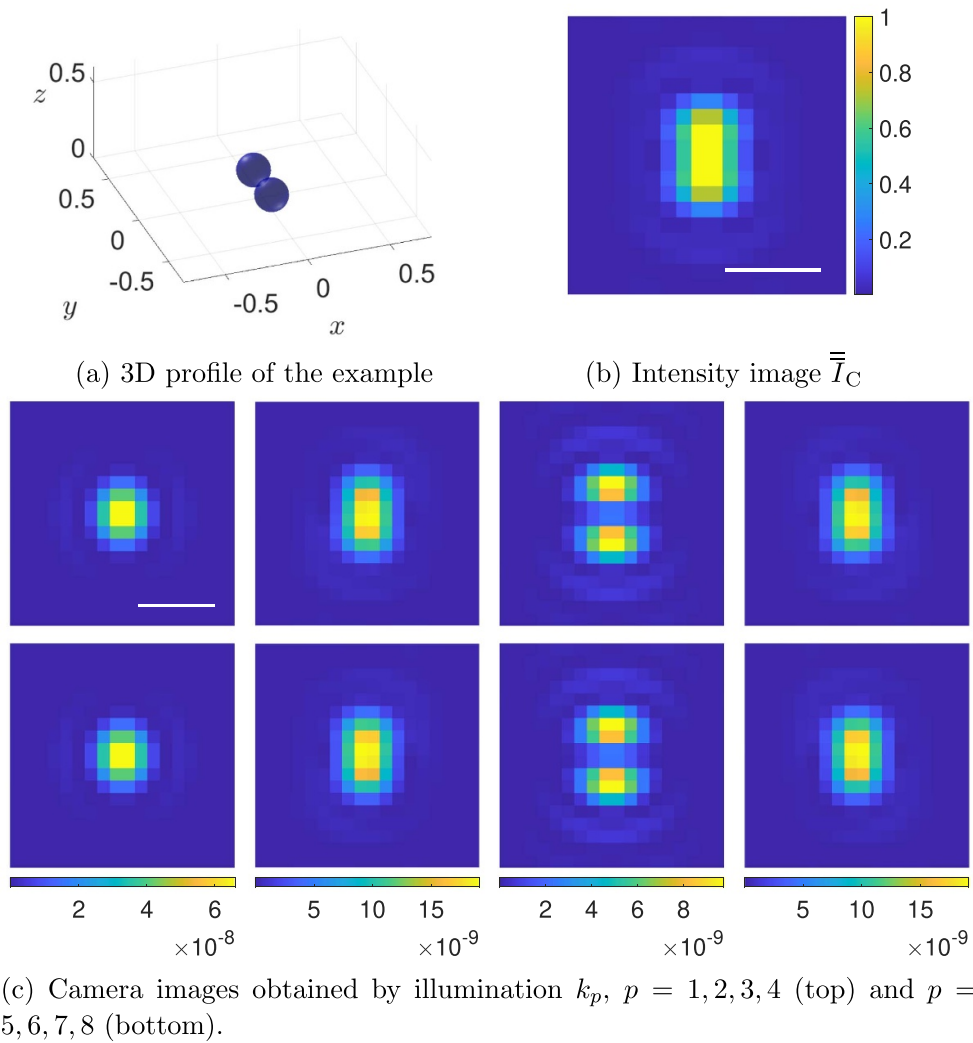 0.5
z
0
0.5
0
-0.5
y
-0.5
0
0.5
x
1
0.8
0.6
0.4
0.2
(a) 3D profile of the example
(b) Intensity image I̿_C
2 4 6
×10⁻⁸
5 10 15
×10⁻⁹
2 4 6 8
×10⁻⁹
5 10 15
×10⁻⁹
(c) Camera images obtained by illumination kₚ, p = 1, 2, 3, 4 (top) and p =
5, 6, 7, 8 (bottom).